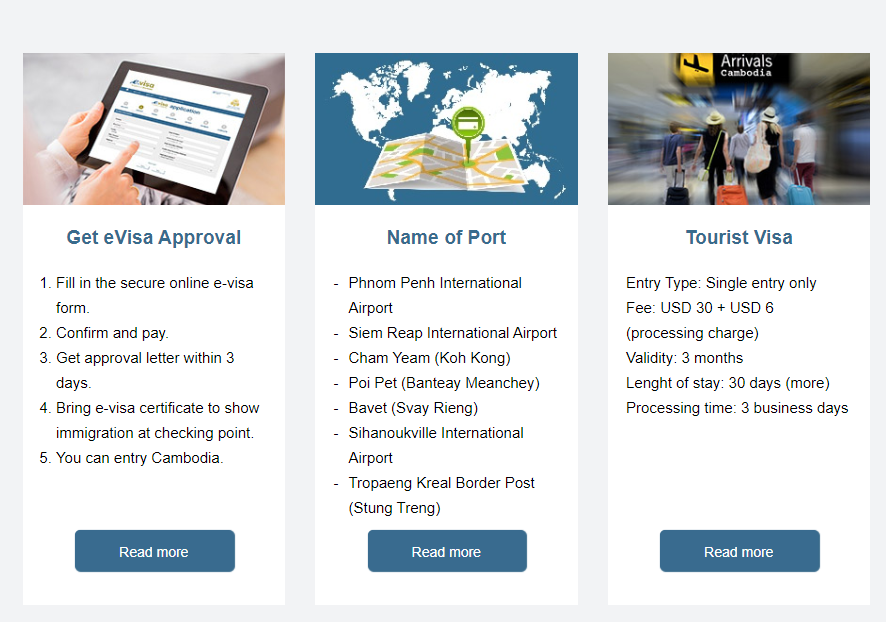 evisa
application
Arrivals
Cambodia
Get eVisa Approval
1. Fill in the secure online e-visa
form.
2. Confirm and pay.
3. Get approval letter within 3
days.
4. Bring e-visa certificate to show
immigration at checking point.
5. You can entry Cambodia.
Read more
Name of Port
- Phnom Penh International
Airport
- Siem Reap International Airport
- Cham Yeam (Koh Kong)
- Poi Pet (Banteay Meanchey)
- Bavet (Svay Rieng)
- Sihanoukville International
Airport
- Tropaeng Kreal Border Post
(Stung Treng)
Read more
Tourist Visa
Entry Type: Single entry only
Fee: USD 30 + USD 6
(processing charge)
Validity: 3 months
Lenght of stay: 30 days (more)
Processing time: 3 business days
Read more